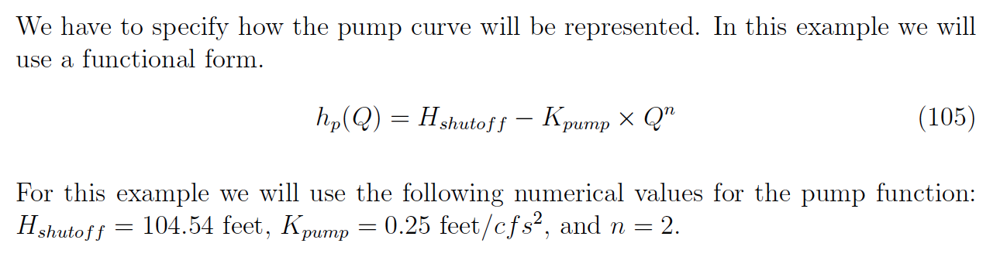 We have to specify how the pump curve will be represented. In this example we will
use a functional form.
h_p(Q) = H_{shutoff} − K_{pump} × Q^n (105)
For this example we will use the following numerical values for the pump function:
H_{shutoff} = 104.54 feet, K_{pump} = 0.25 feet/cfs^2, and n = 2.